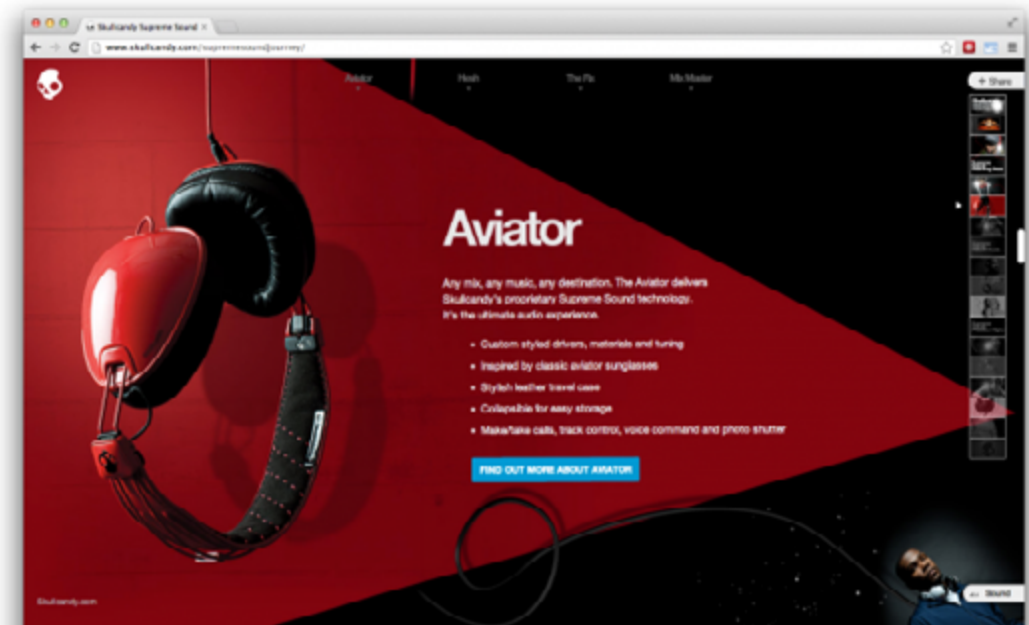 Skullcandy Supreme Sound
www.skullcandy.com/supremesound/journey/
Aviator
Hesh
The Fix
Mix Master
+ Share
Aviator
Any mix, any music, any destination. The Aviator delivers
Skullcandy's proprietary Supreme Sound technology.
It's the ultimate audio experience.
• Custom styled drivers, materials and tuning
• Inspired by classic aviator sunglasses
• Stylish leather travel case
• Collapsible for easy storage
• Make/take calls, track control, voice command and photo shutter
FIND OUT MORE ABOUT AVIATOR
Skullcandy.com
Sound